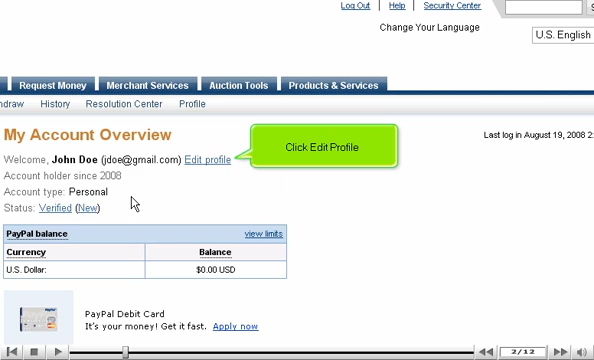 Log Out | Help | Security Center
Change Your Language
U.S. English
Request Money
Merchant Services
Auction Tools
Products & Services
hdraw
History
Resolution Center
Profile
My Account Overview
Last log in August 19, 2008 2:
Welcome, John Doe (jdoe@gmail.com) Edit profile
Click Edit Profile
Account holder since 2008
Account type: Personal
Status: Verified (New)
PayPal balance
view limits
Currency
Balance
U.S. Dollar:
$0.00 USD
PayPal Debit Card
It's your money! Get it fast. Apply now
2/12